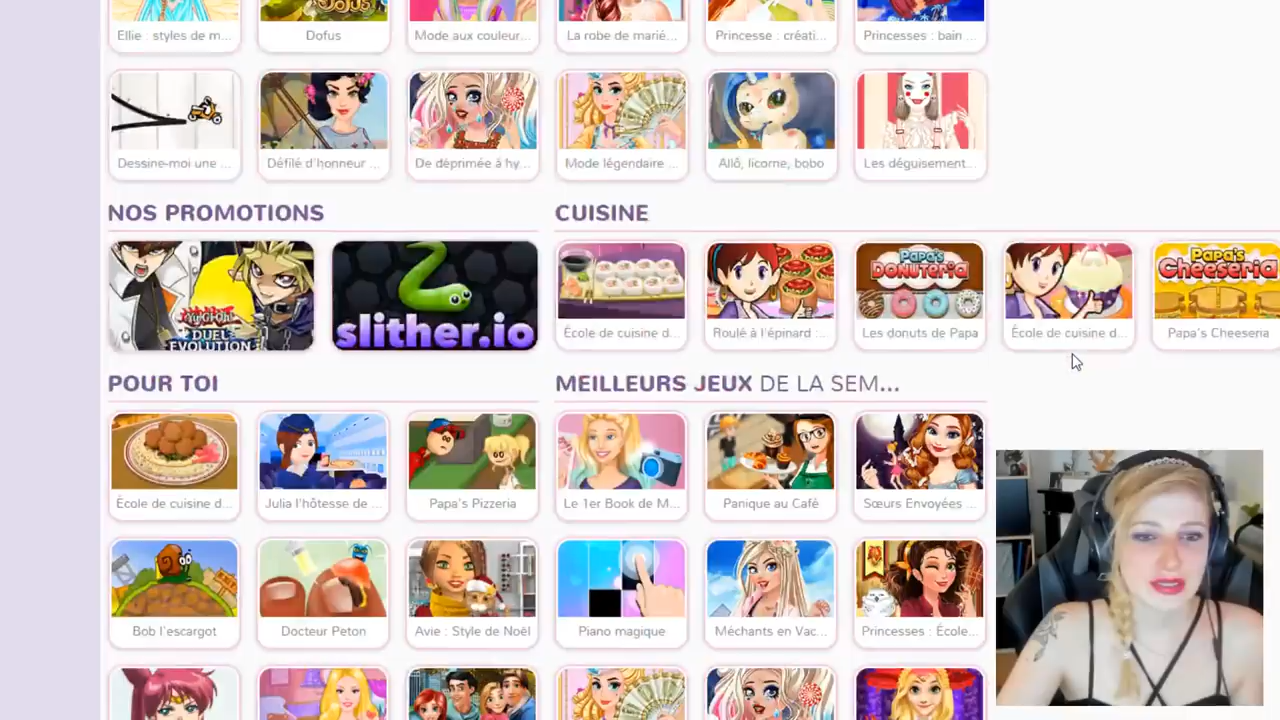 Ellie : styles de m...
Dofus
Mode aux couleur...
La robe de marié...
Princesse : créati...
Princesses : bain ...
Dessine-moi une ...
Défilé d'honneur ...
De déprimée à hy...
Mode légendaire ...
Allô, licorne, bobo
Les déguisement...
NOS PROMOTIONS
CUISINE
YU-GI-OH!
DUEL
EVOLUTION
slither.io
PAPA'S
DONUTERIA
PAPA'S
Cheeseria
École de cuisine d...
Roulé à l'épinard :...
Les donuts de Papa
École de cuisine d...
Papa's Cheeseria
POUR TOI
MEILLEURS JEUX DE LA SEM...
École de cuisine d...
Julia l'hôtesse de ...
Papa's Pizzeria
Le 1er Book de M...
Panique au Café
Sœurs Envoyées ...
Bob l'escargot
Docteur Peton
Avie : Style de Noël
Piano magique
Méchants en Vac...
Princesses : École...